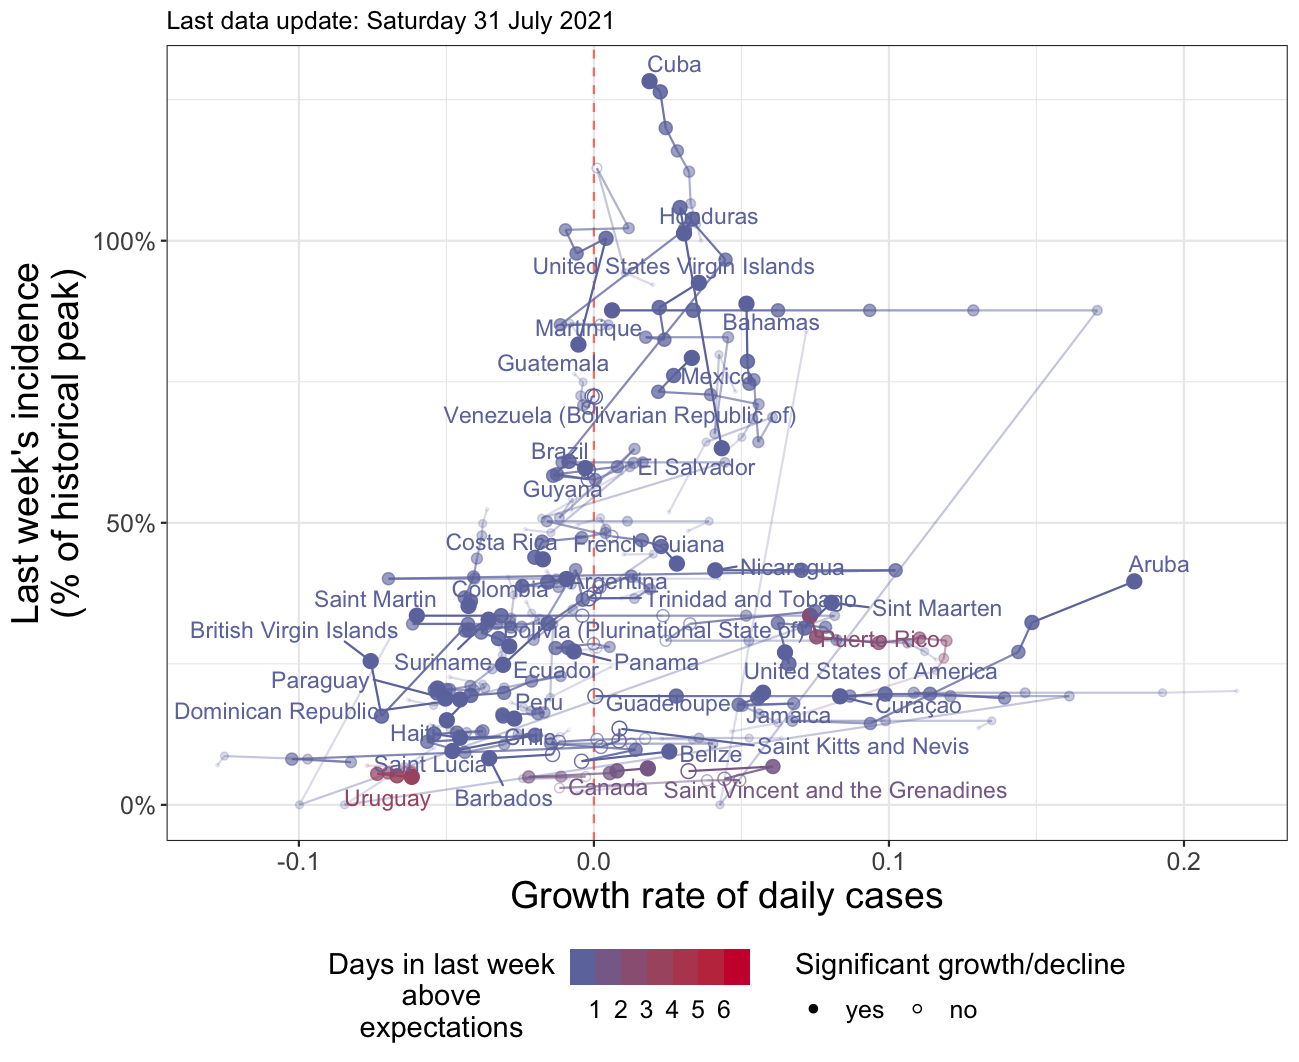 Last data update: Saturday 31 July 2021
Last week's incidence
(% of historical peak)
100%
50%
0%
Cuba
Honduras
United States Virgin Islands
Martinique
Bahamas
Guatemala
Mexico
Venezuela (Bolivarian Republic of)
Brazil
El Salvador
Guyana
Costa Rica
French Guiana
Nicaragua
Aruba
Colombia
Argentina
Saint Martin
Trinidad and Tobago
Sint Maarten
British Virgin Islands
Bolivia (Plurinational State of)
Puerto Rico
Suriname
Ecuador
Panama
United States of America
Paraguay
Dominican Republic
Peru
Guadeloupe
Jamaica
Curaçao
Haiti
Chile
Saint Kitts and Nevis
Saint Lucia
Belize
Uruguay
Barbados
Canada
Saint Vincent and the Grenadines
-0.1
0.0
0.1
0.2
Growth rate of daily cases
Days in last week
above
expectations
1 2 3 4 5 6
Significant growth/decline
yes
no